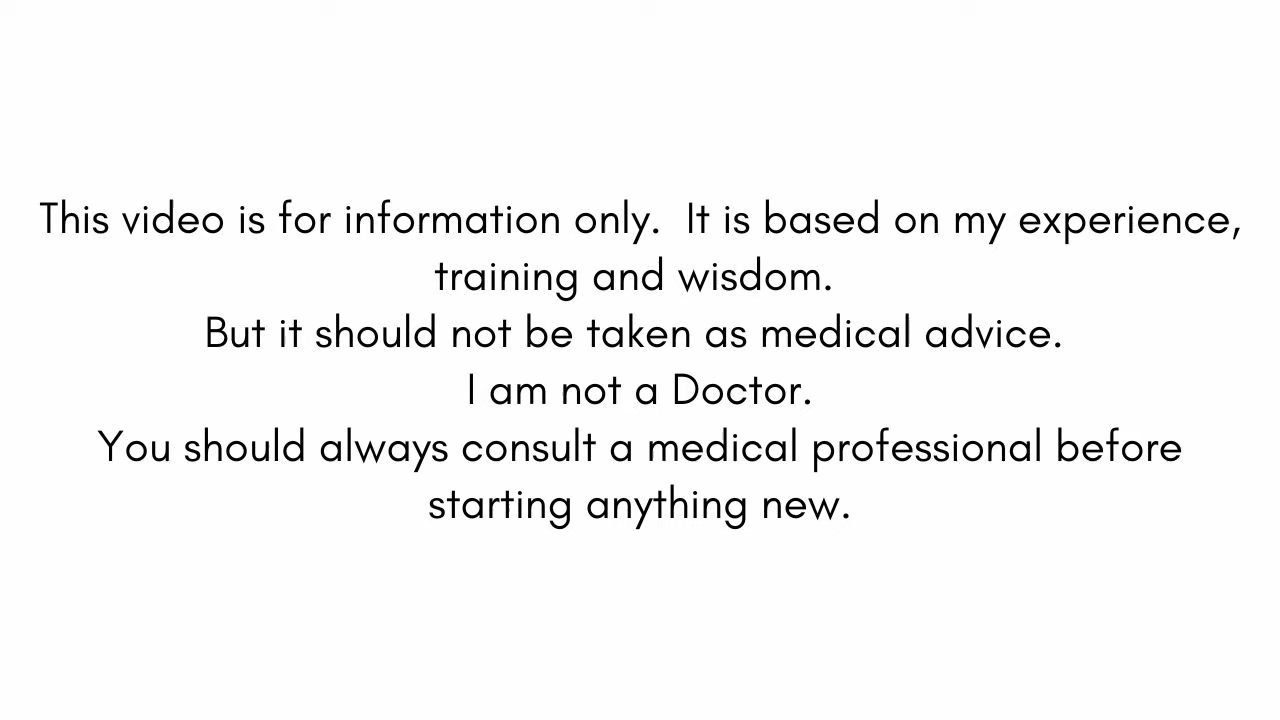 This video is for information only.  It is based on my experience,
training and wisdom.
But it should not be taken as medical advice.
I am not a Doctor.
You should always consult a medical professional before
starting anything new.